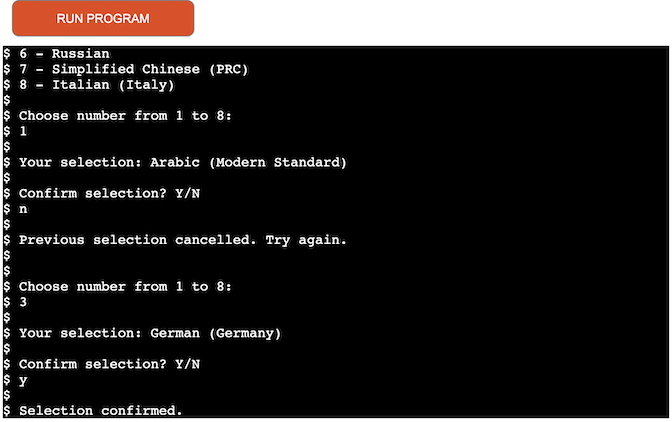 RUN PROGRAM
$ 6 - Russian
$ 7 - Simplified Chinese (PRC)
$ 8 - Italian (Italy)
$
$ Choose number from 1 to 8:
$ 1
$
$ Your selection: Arabic (Modern Standard)
$
$ Confirm selection? Y/N
$ n
$
$ Previous selection cancelled. Try again.
$
$
$ Choose number from 1 to 8:
$ 3
$
$ Your selection: German (Germany)
$
$ Confirm selection? Y/N
$ y
$
$ Selection confirmed.